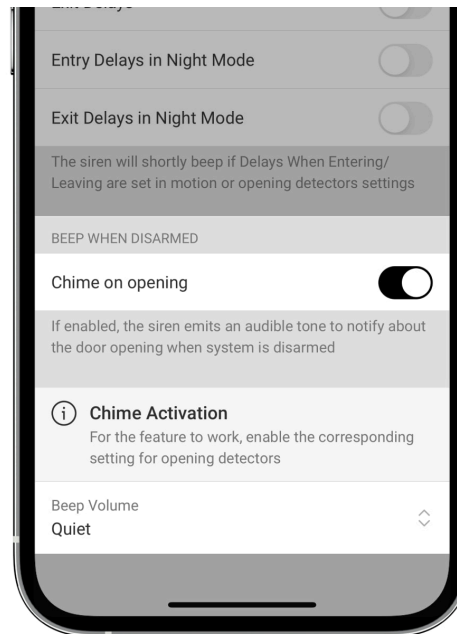 Exit Delays
Entry Delays in Night Mode
Exit Delays in Night Mode
The siren will shortly beep if Delays When Entering/
Leaving are set in motion or opening detectors settings
BEEP WHEN DISARMED
Chime on opening
If enabled, the siren emits an audible tone to notify about
the door opening when system is disarmed
Chime Activation
For the feature to work, enable the corresponding
setting for opening detectors
Beep Volume
Quiet